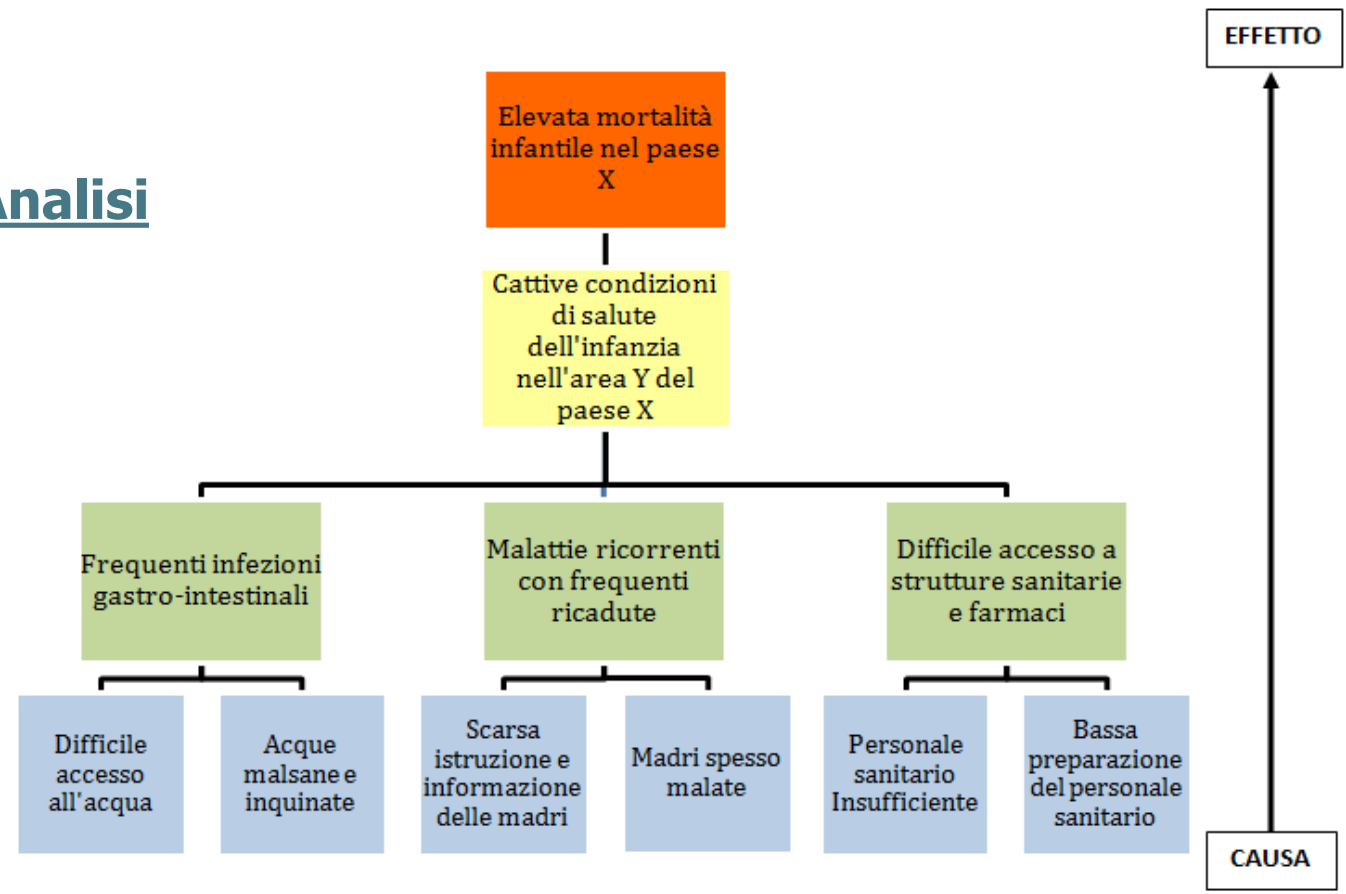 EFFETTO
Elevata mortalità
infantile nel paese
X
Analisi
Cattive condizioni
di salute
dell'infanzia
nell'area Y del
paese X
Frequenti infezioni
gastro-intestinali
Malattie ricorrenti
con frequenti
ricadute
Difficile accesso a
strutture sanitarie
e farmaci
Difficile
accesso
all'acqua
Acque
malsane e
inquinate
Scarsa
istruzione e
informazione
delle madri
Madri spesso
malate
Personale
sanitario
Insufficiente
Bassa
preparazione
del personale
sanitario
CAUSA